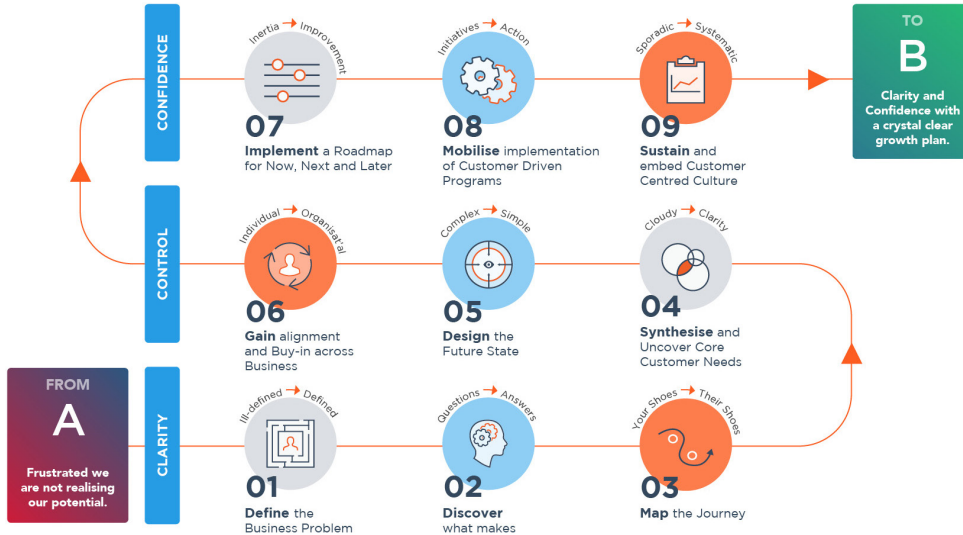 CONFIDENCE
Inertia → Improvement
07
Implement a Roadmap
for Now, Next and Later
Initiatives → Action
08
Mobilise implementation
of Customer Driven
Programs
Sporadic → Systematic
09
Sustain and
embed Customer
Centred Culture
TO
B
Clarity and
Confidence with
a crystal clear
growth plan.
CONTROL
Individual → Organisat'al
06
Gain alignment
and Buy-in across
Business
Complex → Simple
05
Design the
Future State
Cloudy → Clarity
04
Synthesise and
Uncover Core
Customer Needs
FROM
A
Frustrated we
are not realising
our potential.
CLARITY
Ill-defined → Defined
01
Define the
Business Problem
Questions → Answers
02
Discover
what makes
Your Shoes → Their Shoes
03
Map the Journey